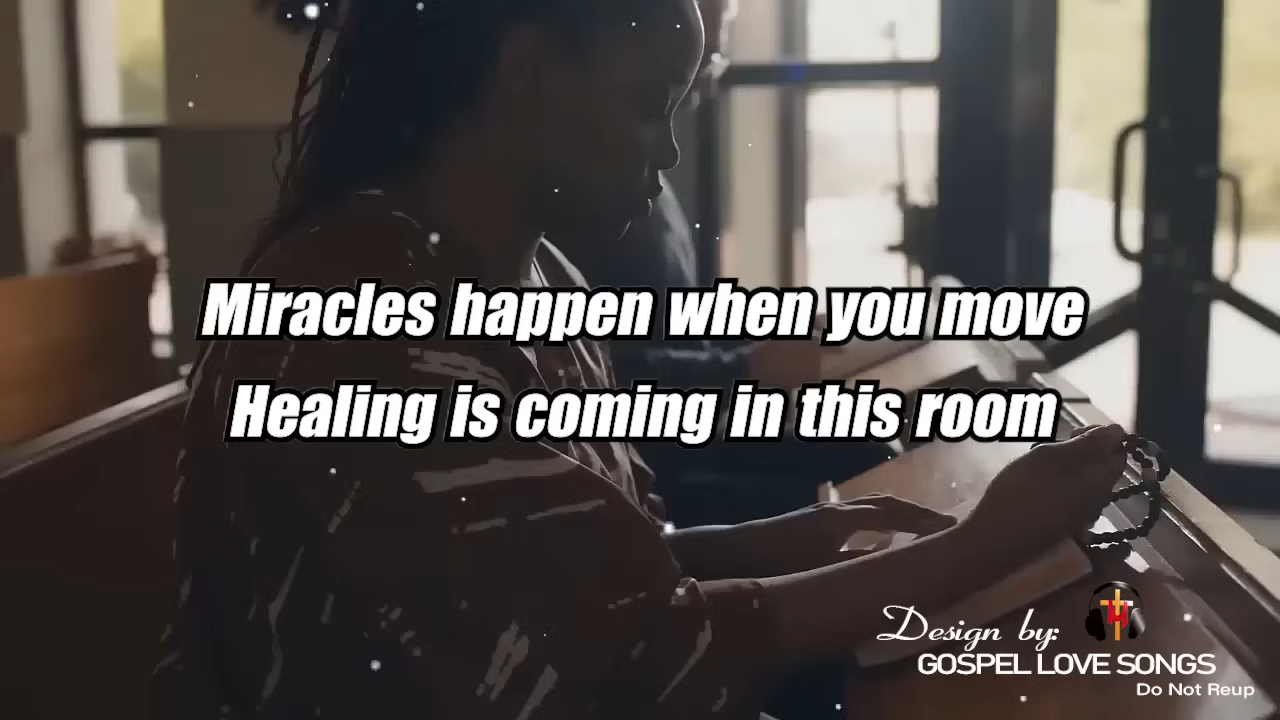 Miracles happen when you move
Healing is coming in this room
Design by:
GOSPEL LOVE SONGS
Do Not Reup